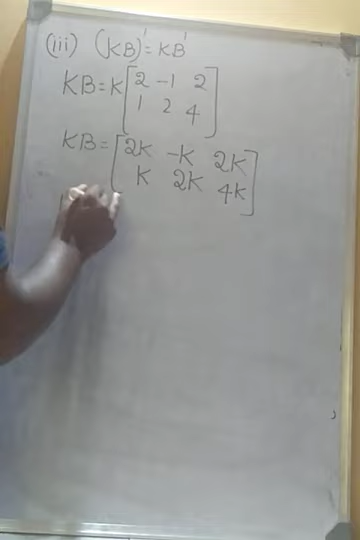 (iii) (KB)' = KB'
KB = K [2 -1 2
1 2 4]
KB = [2K -K 2K
K 2K 4K]